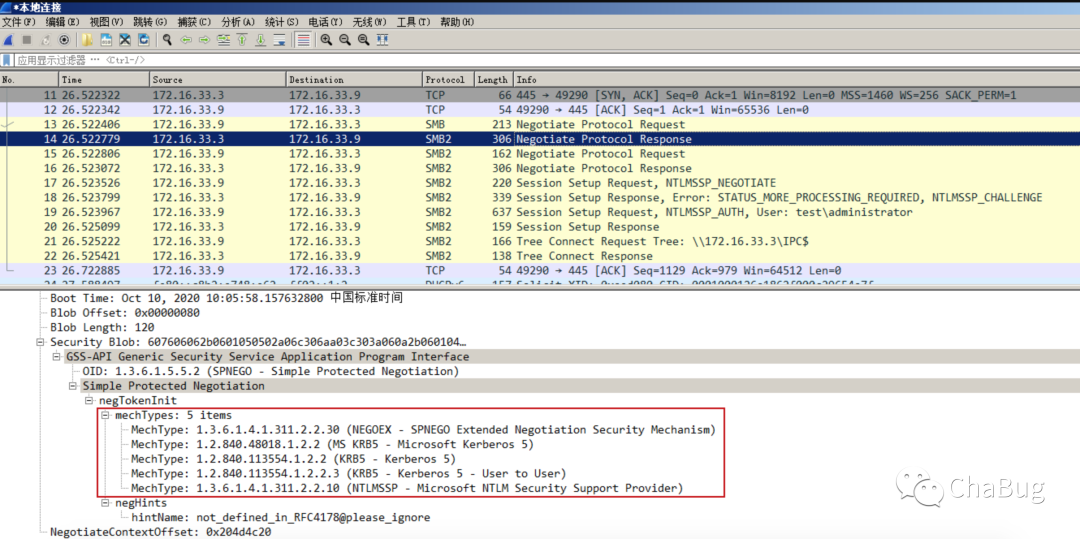 *本地连接
文件(F) 编辑(E) 视图(V) 跳转(G) 捕获(C) 分析(A) 统计(S) 电话(T) 无线(W) 工具(T) 帮助(H)
应用显示过滤器 … <Ctrl-/>
No. Time Source Destination Protocol Length Info
11 26.522322 172.16.33.3 172.16.33.9 TCP 66 445 → 49290 [SYN, ACK] Seq=0 Ack=1 Win=8192 Len=0 MSS=1460 WS=256 SACK_PERM=1
12 26.522342 172.16.33.9 172.16.33.3 TCP 54 49290 → 445 [ACK] Seq=1 Ack=1 Win=65536 Len=0
13 26.522406 172.16.33.9 172.16.33.3 SMB 213 Negotiate Protocol Request
14 26.522779 172.16.33.3 172.16.33.9 SMB2 306 Negotiate Protocol Response
15 26.522806 172.16.33.9 172.16.33.3 SMB2 162 Negotiate Protocol Request
16 26.523072 172.16.33.3 172.16.33.9 SMB2 306 Negotiate Protocol Response
17 26.523526 172.16.33.9 172.16.33.3 SMB2 220 Session Setup Request, NTLMSSP_NEGOTIATE
18 26.523799 172.16.33.3 172.16.33.9 SMB2 339 Session Setup Response, Error: STATUS_MORE_PROCESSING_REQUIRED, NTLMSSP_CHALLENGE
19 26.523967 172.16.33.9 172.16.33.3 SMB2 637 Session Setup Request, NTLMSSP_AUTH, User: test\administrator
20 26.525099 172.16.33.3 172.16.33.9 SMB2 159 Session Setup Response
21 26.525222 172.16.33.9 172.16.33.3 SMB2 166 Tree Connect Request Tree: \\172.16.33.3\IPC$
22 26.525421 172.16.33.3 172.16.33.9 SMB2 138 Tree Connect Response
23 26.722885 172.16.33.9 172.16.33.3 TCP 54 49290 → 445 [ACK] Seq=1129 Ack=979 Win=64512 Len=0
Boot Time: Oct 10, 2020 10:05:58.157632800 中国标准时间
Blob Offset: 0x00000080
Blob Length: 120
Security Blob: 607606062b0601050502a06c306aa03c303a060a2b060104…
GSS-API Generic Security Service Application Program Interface
OID: 1.3.6.1.5.5.2 (SPNEGO - Simple Protected Negotiation)
Simple Protected Negotiation
negTokenInit
mechTypes: 5 items
MechType: 1.3.6.1.4.1.311.2.2.30 (NEGOEX - SPNEGO Extended Negotiation Security Mechanism)
MechType: 1.2.840.48018.1.2.2 (MS KRB5 - Microsoft Kerberos 5)
MechType: 1.2.840.113554.1.2.2 (KRB5 - Kerberos 5)
MechType: 1.2.840.113554.1.2.2.3 (KRB5 - Kerberos 5 - User to User)
MechType: 1.3.6.1.4.1.311.2.2.10 (NTLMSSP - Microsoft NTLM Security Support Provider)
negHints
hintName: not_defined_in_RFC4178@please_ignore
NegotiateContextOffset: 0x204d4c20
ChaBug